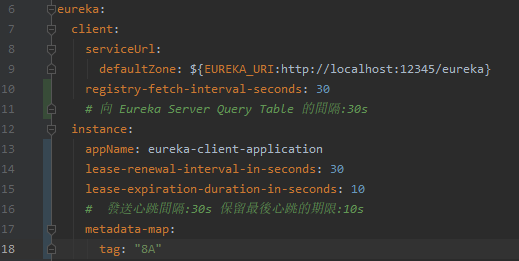 6 eureka:
7   client:
8     serviceUrl:
9       defaultZone: ${EUREKA_URI:http://localhost:12345/eureka}
10     registry-fetch-interval-seconds: 30
11     # 向 Eureka Server Query Table 的間隔:30s
12   instance:
13     appName: eureka-client-application
14     lease-renewal-interval-in-seconds: 30
15     lease-expiration-duration-in-seconds: 10
16     #  發送心跳間隔:30s 保留最後心跳的期限:10s
17     metadata-map:
18       tag: "8A"